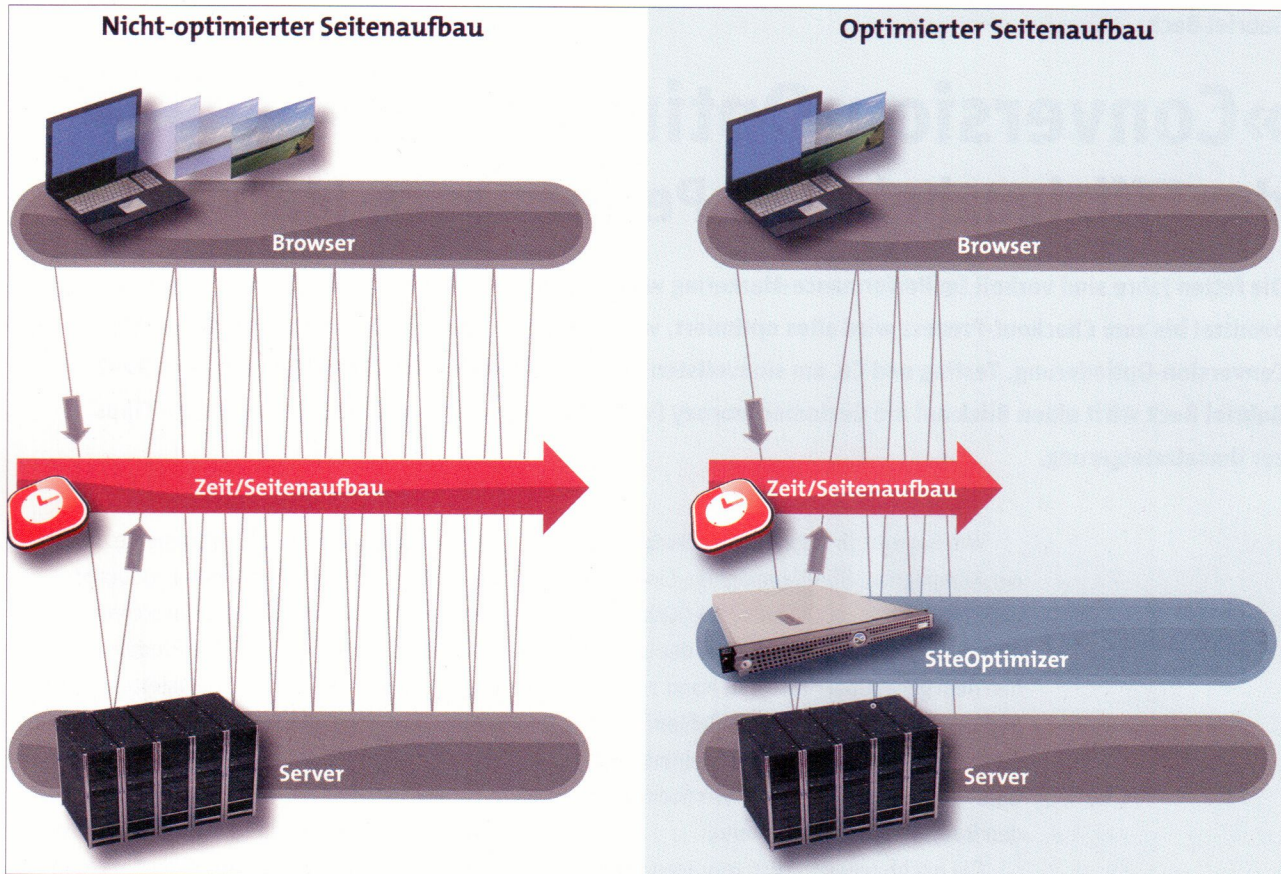 Nicht-optimierter Seitenaufbau
Browser
Zeit/Seitenaufbau
Server
Optimierter Seitenaufbau
Browser
Zeit/Seitenaufbau
SiteOptimizer
Server